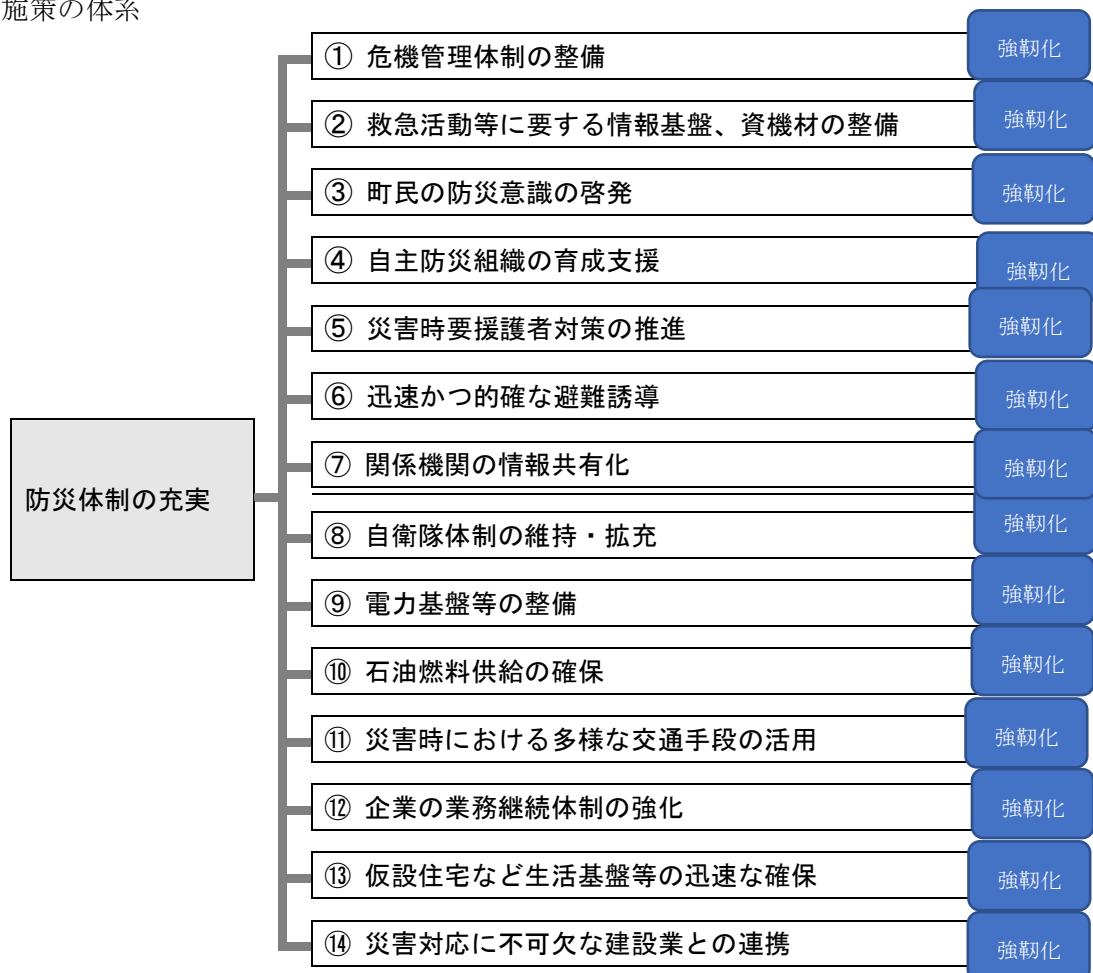 施策の体系
① 危機管理体制の整備
強靭化
② 救急活動等に要する情報基盤、資機材の整備
強靭化
③ 町民の防災意識の啓発
強靭化
④ 自主防災組織の育成支援
強靭化
⑤ 災害時要援護者対策の推進
強靭化
⑥ 迅速かつ的確な避難誘導
強靭化
⑦ 関係機関の情報共有化
強靭化
防災体制の充実
⑧ 自衛隊体制の維持・拡充
強靭化
⑨ 電力基盤等の整備
強靭化
⑩ 石油燃料供給の確保
強靭化
⑪ 災害時における多様な交通手段の活用
強靭化
⑫ 企業の業務継続体制の強化
強靭化
⑬ 仮設住宅など生活基盤等の迅速な確保
強靭化
⑭ 災害対応に不可欠な建設業との連携
強靭化